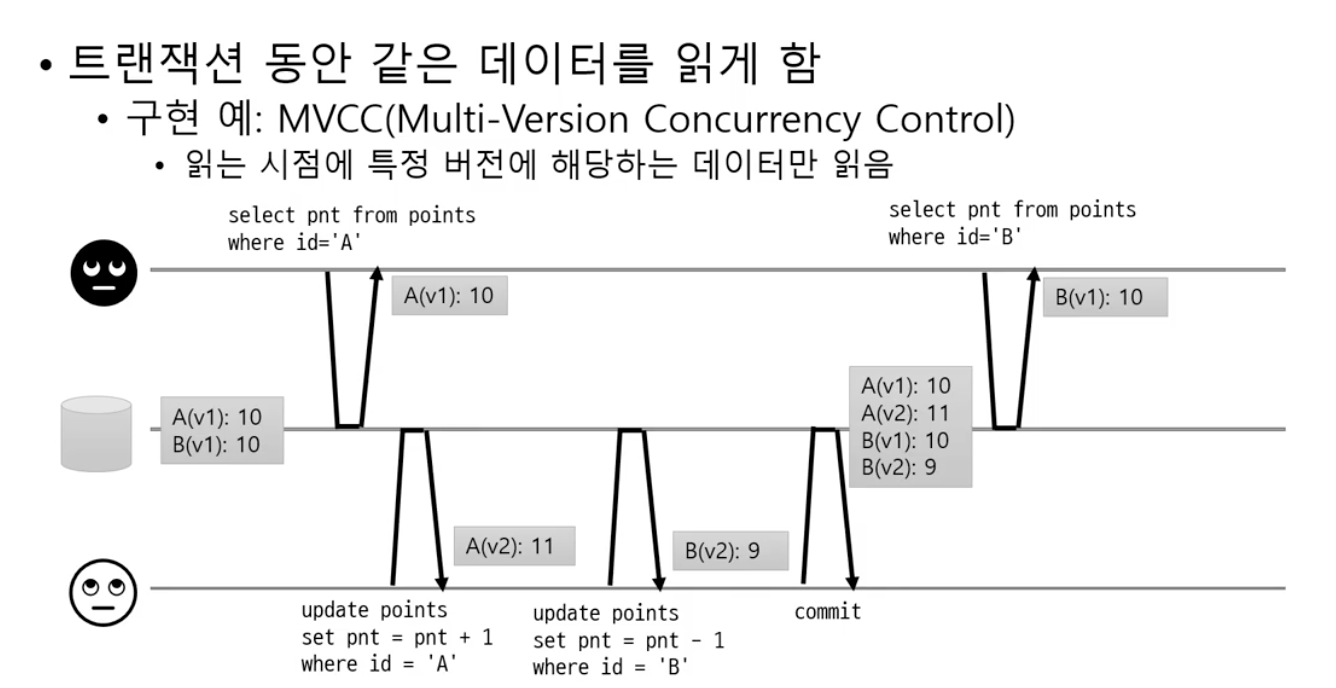 • 트랜잭션 동안 같은 데이터를 읽게 함
• 구현 예: MVCC(Multi-Version Concurrency Control)
• 읽는 시점에 특정 버전에 해당하는 데이터만 읽음
select pnt from points
where id='A'
select pnt from points
where id='B'
A(v1): 10
B(v1): 10
A(v1): 10
B(v1): 10
A(v1): 10
A(v2): 11
B(v1): 10
B(v2): 9
A(v2): 11
B(v2): 9
update points
set pnt = pnt + 1
where id = 'A'
update points
set pnt = pnt - 1
where id = 'B'
commit